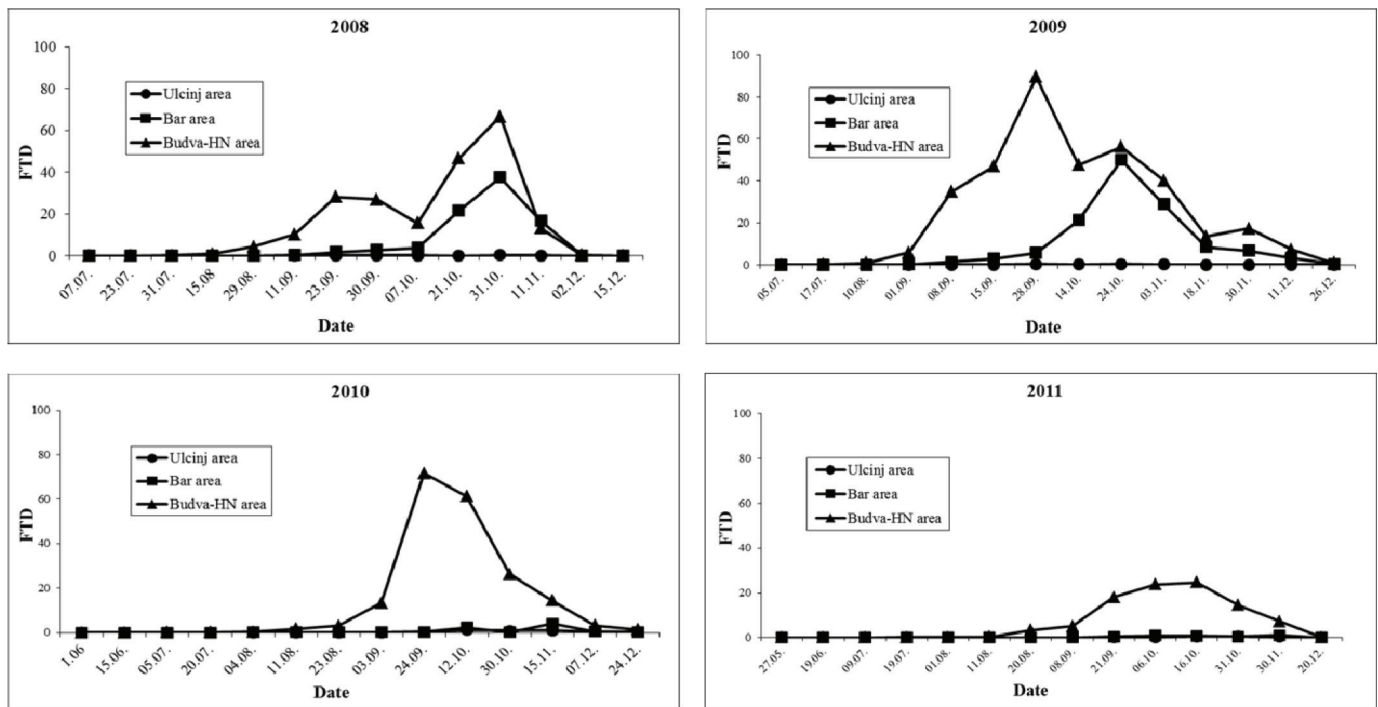 2008
100
80
60
40
20
0
FTD
Ulcinj area
Bar area
Budva-HN area
07.07. 23.07. 31.07. 15.08 29.08. 11.09. 23.09. 30.09. 07.10. 21.10. 31.10. 11.11. 02.12. 15.12.
Date
2009
100
80
60
40
20
0
FTD
Ulcinj area
Bar area
Budva-HN area
05.07. 17.07. 10.08. 01.09. 08.09. 15.09. 28.09. 14.10. 24.10. 03.11. 18.11. 30.11. 11.12. 26.12.
Date
2010
100
80
60
40
20
0
FTD
Ulcinj area
Bar area
Budva-HN area
1.06 15.06. 05.07. 20.07. 04.08. 11.08. 23.08. 03.09. 24.09. 12.10. 30.10. 15.11. 07.12. 24.12.
Date
2011
100
80
60
40
20
0
FTD
Ulcinj area
Bar area
Budva-HN area
27.05. 19.06. 09.07. 19.07. 01.08. 11.08. 20.08. 08.09. 21.09. 06.10. 16.10. 31.10. 30.11. 20.12.
Date